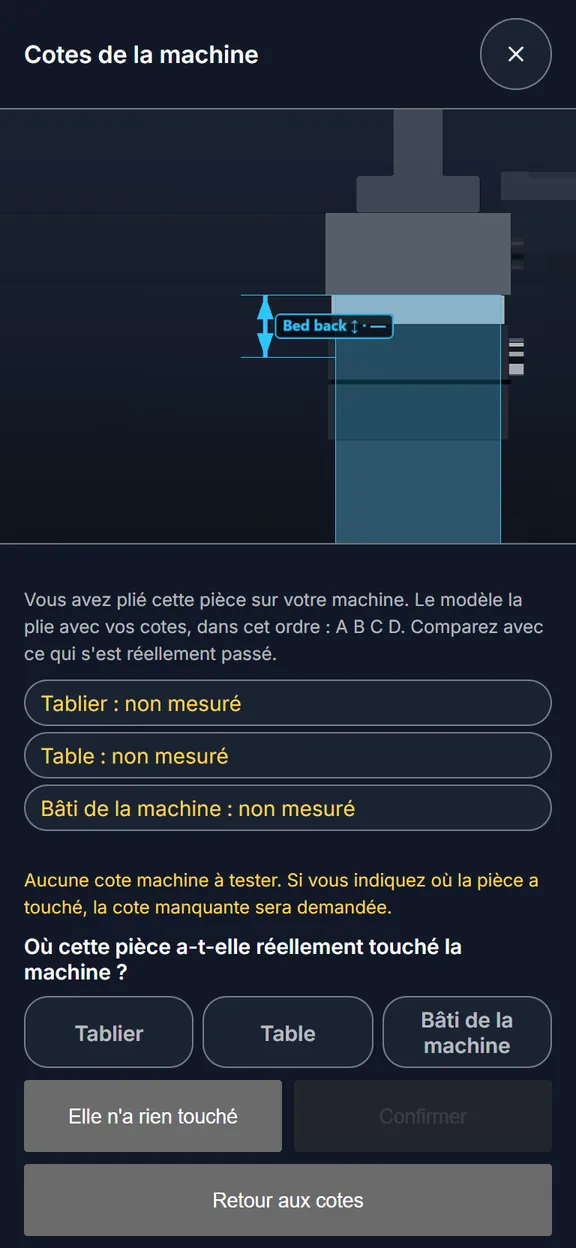 Cotes de la machine
Bed back ↕ · —
Vous avez plié cette pièce sur votre machine. Le modèle la
plie avec vos cotes, dans cet ordre : A B C D. Comparez avec
ce qui s'est réellement passé.
Tablier : non mesuré
Table : non mesuré
Bâti de la machine : non mesuré
Aucune cote machine à tester. Si vous indiquez où la pièce a
touché, la cote manquante sera demandée.
Où cette pièce a-t-elle réellement touché la
machine ?
Tablier
Table
Bâti de la
machine
Elle n'a rien touché
Confirmer
Retour aux cotes